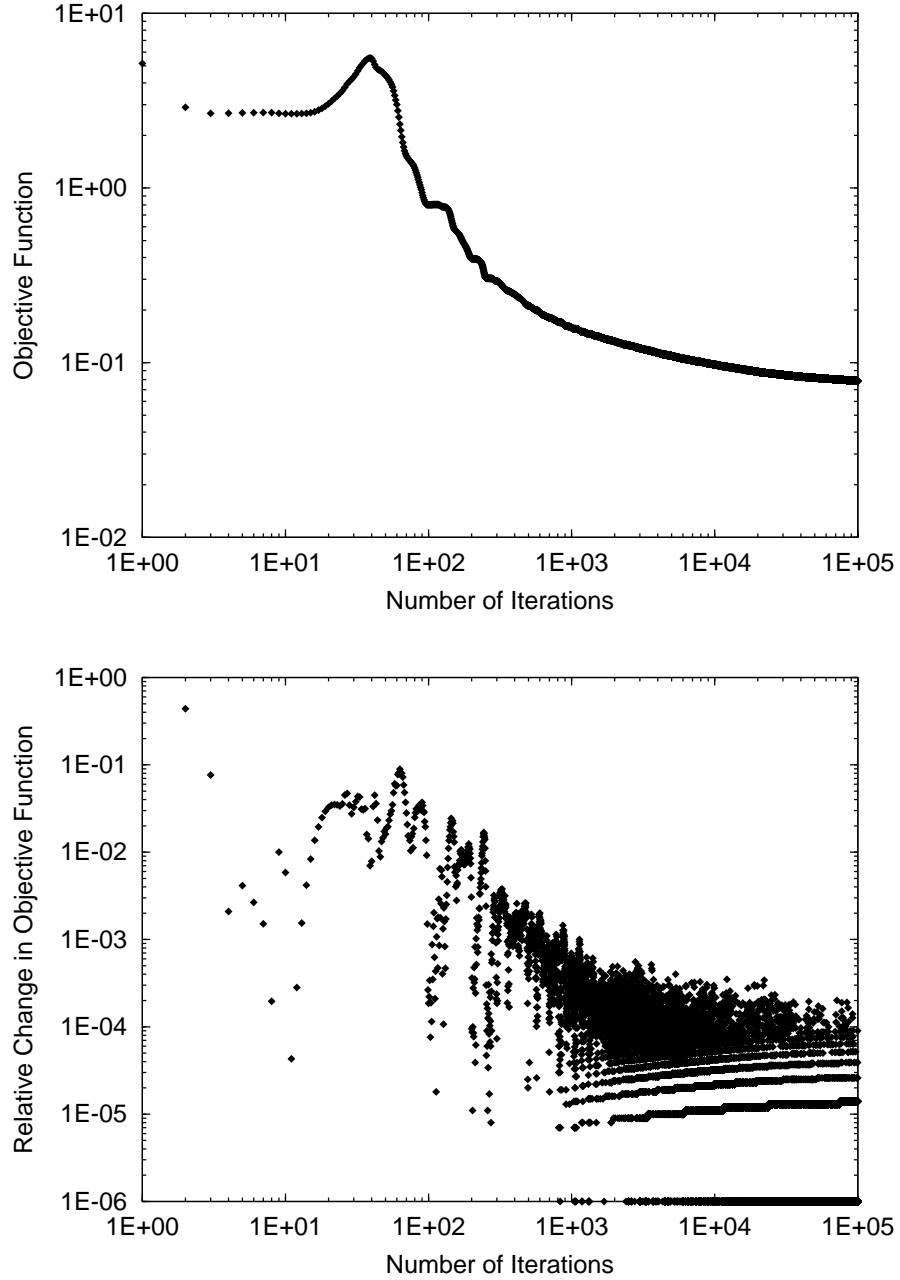 1E+01
1E+00
1E-01
1E-02
Objective Function
1E+00 1E+01 1E+02 1E+03 1E+04 1E+05
Number of Iterations
1E+00
1E-01
1E-02
1E-03
1E-04
1E-05
1E-06
Relative Change in Objective Function
1E+00 1E+01 1E+02 1E+03 1E+04 1E+05
Number of Iterations